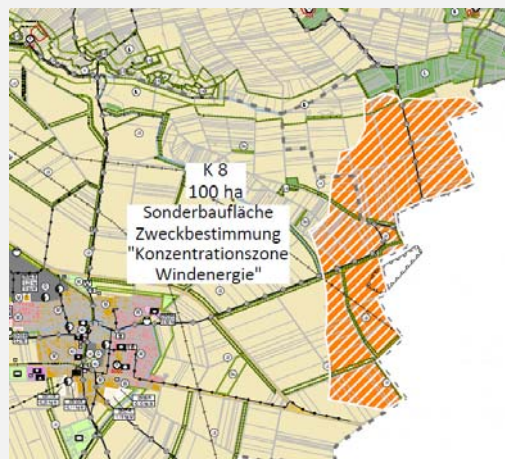 K 8
100 ha
Sonderbaufläche
Zweckbestimmung
"Konzentrationszone
Windenergie"